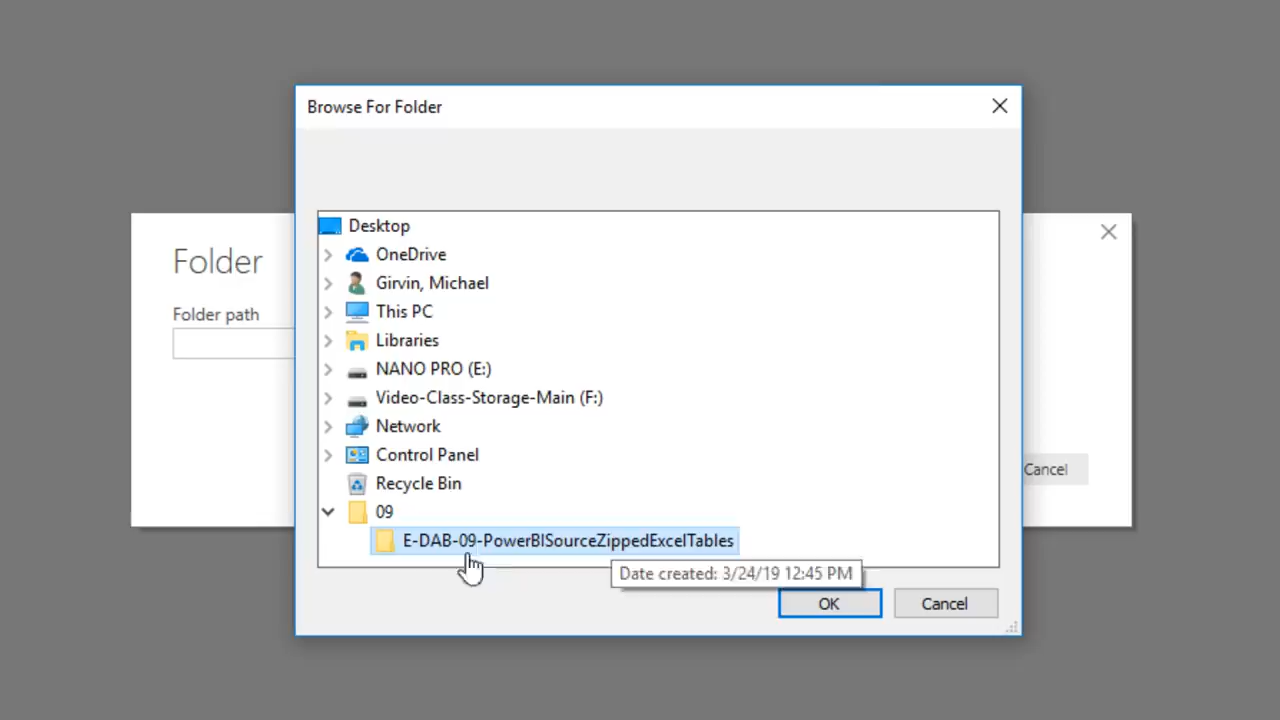 Browse For Folder
Folder
Folder path
Desktop
OneDrive
Girvin, Michael
This PC
Libraries
NANO PRO (E:)
Video-Class-Storage-Main (F:)
Network
Control Panel
Recycle Bin
09
E-DAB-09-PowerBISourceZippedExcelTables
Date created: 3/24/19 12:45 PM
OK
Cancel
Cancel